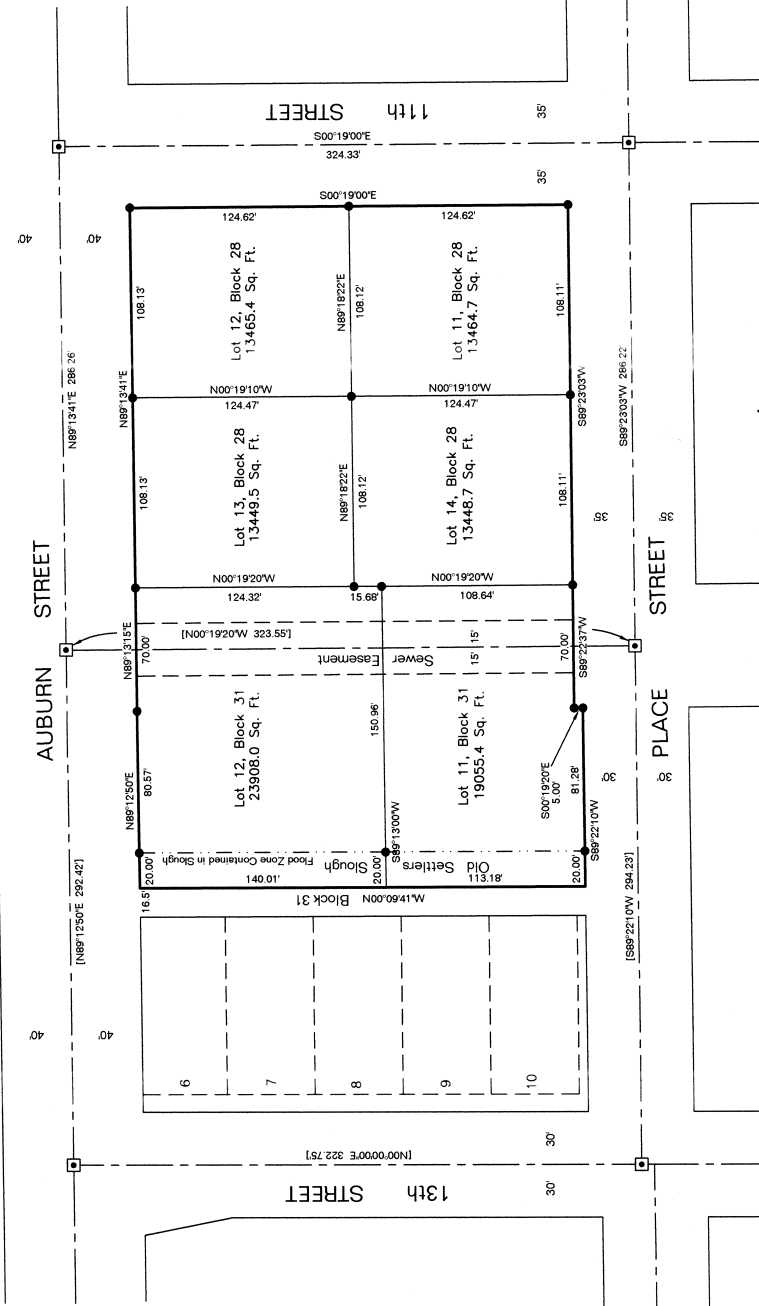 11th STREET
35'
S00°19'00"E
324.33'
35'
S00°19'00"E
40'
40'
124.62'
124.62'
108.13'
Lot 12, Block 28
13465.4 Sq. Ft.
N89°18'22"E
108.12'
Lot 11, Block 28
13464.7 Sq. Ft.
108.11'
N89°13'41"E 286.26'
N89°13'41"E
N00°19'10"W
124.47'
N00°19'10"W
124.47'
S89°23'03"W
S89°23'03"W 286.22'
108.13'
Lot 13, Block 28
13449.5 Sq. Ft.
N89°18'22"E
108.12'
Lot 14, Block 28
13448.7 Sq. Ft.
108.11'
35'
35'
AUBURN STREET
N00°19'20"W
124.32'
15.68'
N00°19'20"W
108.64'
PLACE STREET
N89°13'15"E
70.00'
[N00°19'20"W 323.55']
Sewer Easement
15' 15'
70.00'
S89°22'37"W
Lot 12, Block 31
23908.0 Sq. Ft.
150.96'
Lot 11, Block 31
19055.4 Sq. Ft.
S00°19'20"E
5.00'
N89°12'50"E
80.57'
81.28'
30'
30'
S89°13'00"W
S89°22'10"W
Flood Zone Contained in Slough
Old Settlers Slough
20.00'
20.00'
20.00'
140.01'
113.18'
16.5'
Block 31
N00°09'41"W
[N89°12'50"E 292.42']
[S89°22'10"W 294.23']
40'
40'
6
7
8
9
10
[N00°00'00"E 322.75']
30'
13th STREET
30'